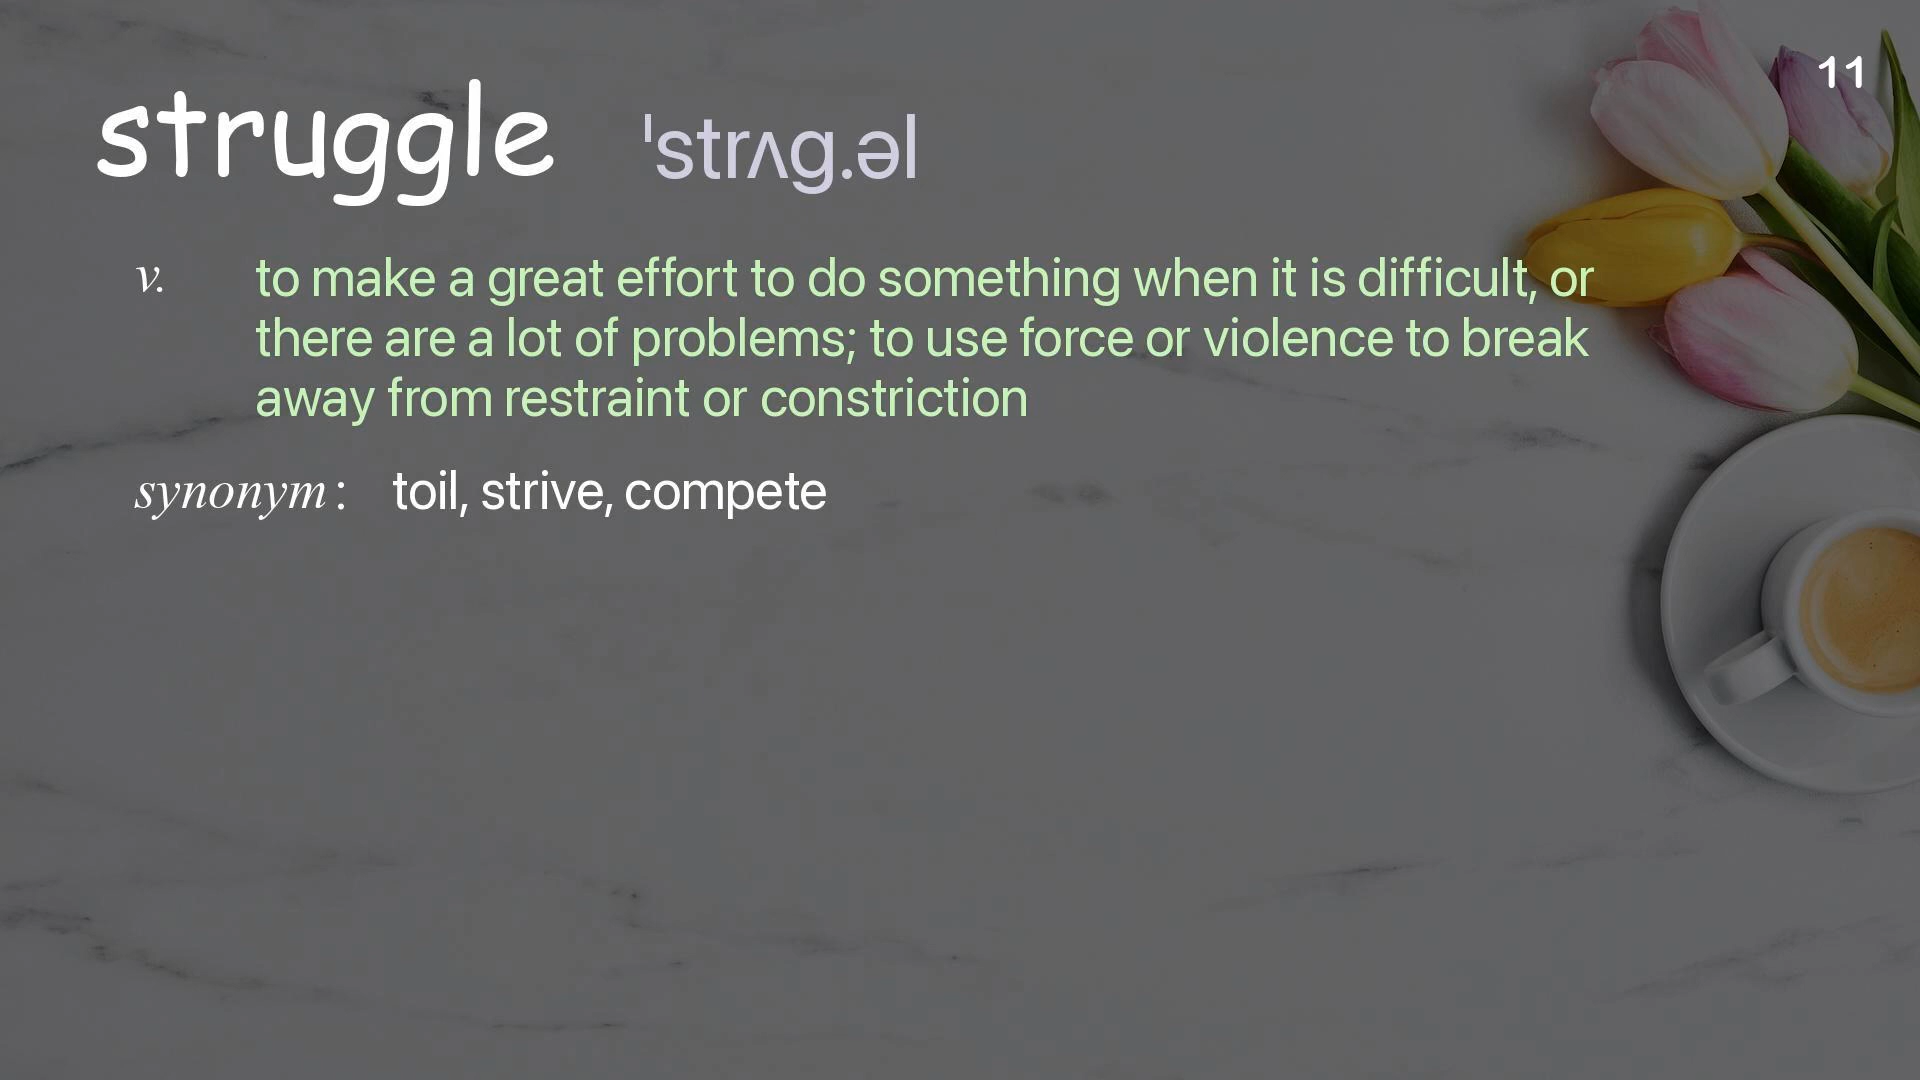 11
struggle ˈstrʌg.əl
v. to make a great effort to do something when it is difficult, or
there are a lot of problems; to use force or violence to break
away from restraint or constriction
synonym: toil, strive, compete